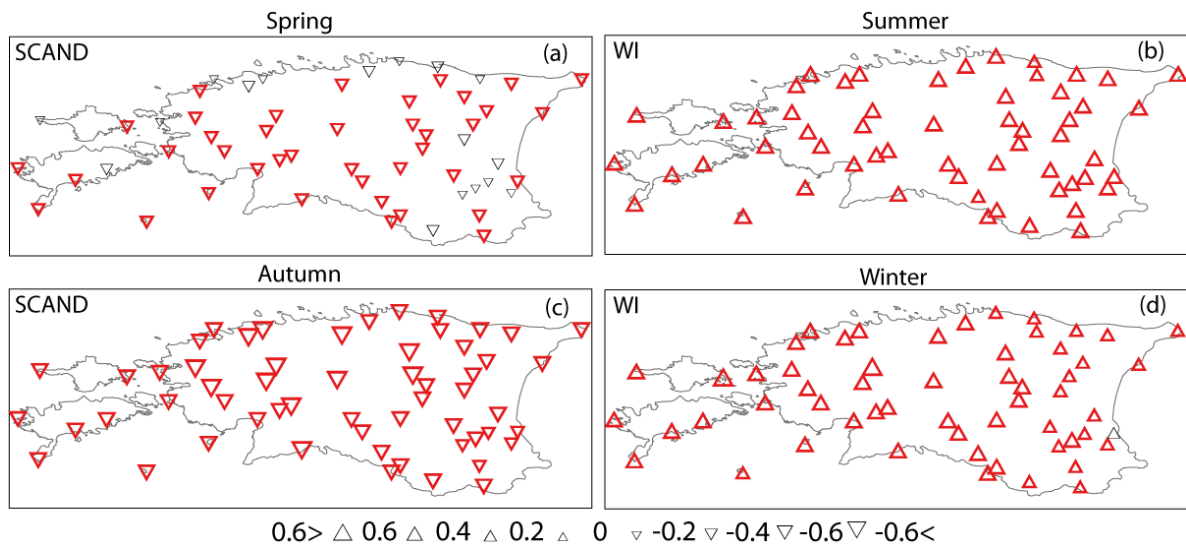 Spring
Summer
SCAND
(a)
WI
(b)
Autumn
Winter
SCAND
(c)
WI
(d)
0.6> 0.6 0.4 0.2 0 -0.2 -0.4 -0.6 -0.6<